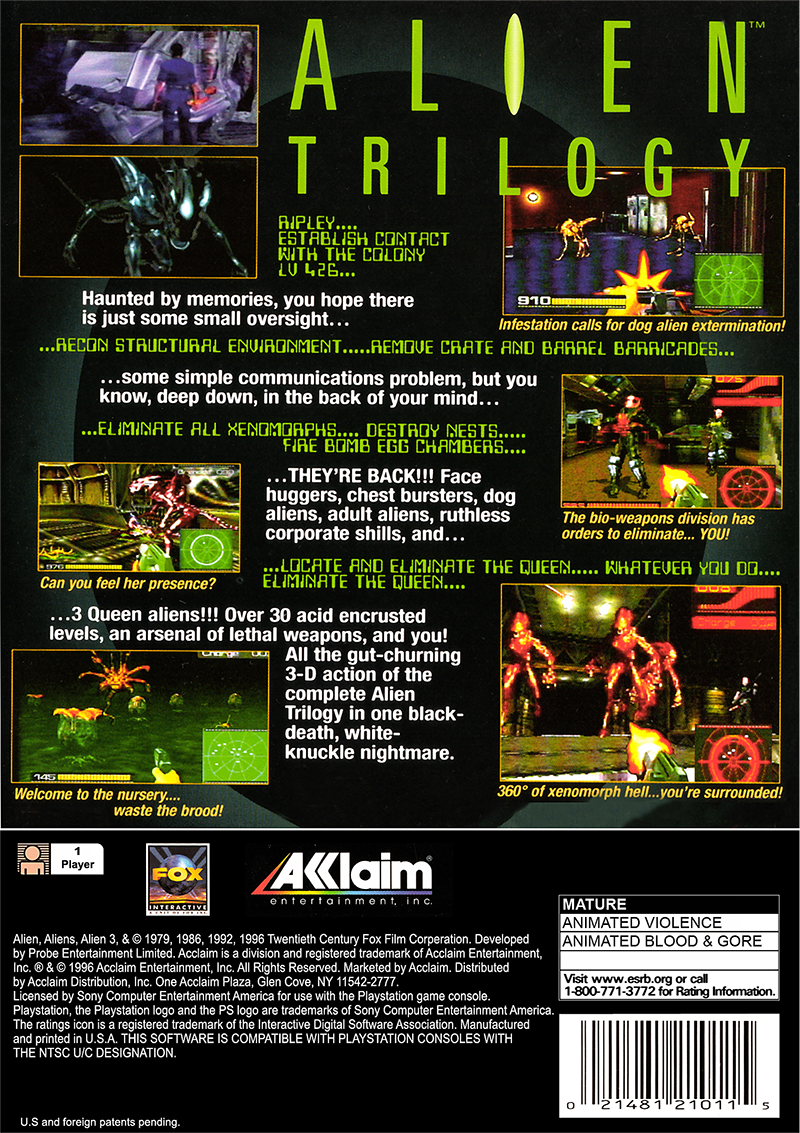 ALIEN™
TRILOGY
RIPLEY....
ESTABLISH CONTACT
WITH THE COLONY
LV 426...
910
Infestation calls for dog alien extermination!
Haunted by memories, you hope there
is just some small oversight...
...RECON STRUCTURAL ENVIRONMENT.....REMOVE CRATE AND BARREL BARRICADES...
...some simple communications problem, but you
know, deep down, in the back of your mind...
...ELIMINATE ALL XENOMORPHS.... DESTROY NESTS.....
FIRE BOMB EGG CHAMBERS....
The bio-weapons division has
orders to eliminate... YOU!
...THEY'RE BACK!!! Face
huggers, chest bursters, dog
aliens, adult aliens, ruthless
corporate shills, and...
976
Can you feel her presence?
...LOCATE AND ELIMINATE THE QUEEN..... WHATEVER YOU DO....
ELIMINATE THE QUEEN....
...3 Queen aliens!!! Over 30 acid encrusted
levels, an arsenal of lethal weapons, and you!
All the gut-churning
3-D action of the
complete Alien
Trilogy in one black-
death, white-
knuckle nightmare.
Charge
145
Welcome to the nursery....
waste the brood!
Charge
360° of xenomorph hell...you're surrounded!
1
Player
FOX
INTERACTIVE
AKKlaim®
entertainment, inc.
MATURE
ANIMATED VIOLENCE
ANIMATED BLOOD & GORE
Visit www.esrb.org or call
1-800-771-3772 for Rating Information.
Alien, Aliens, Alien 3, & © 1979, 1986, 1992, 1996 Twentieth Century Fox Film Corperation. Developed
by Probe Entertainment Limited. Acclaim is a division and registered trademark of Acclaim Entertainment,
Inc. ® & © 1996 Acclaim Entertainment, Inc. All Rights Reserved. Marketed by Acclaim. Distributed
by Acclaim Distribution, Inc. One Acclaim Plaza, Glen Cove, NY 11542-2777.
Licensed by Sony Computer Entertainment America for use with the Playstation game console.
Playstation, the Playstation logo and the PS logo are trademarks of Sony Computer Entertainment America.
The ratings icon is a registered trademark of the Interactive Digital Software Association. Manufactured
and printed in U.S.A. THIS SOFTWARE IS COMPATIBLE WITH PLAYSTATION CONSOLES WITH
THE NTSC U/C DESIGNATION.
0 21481 21011 5
U.S and foreign patents pending.